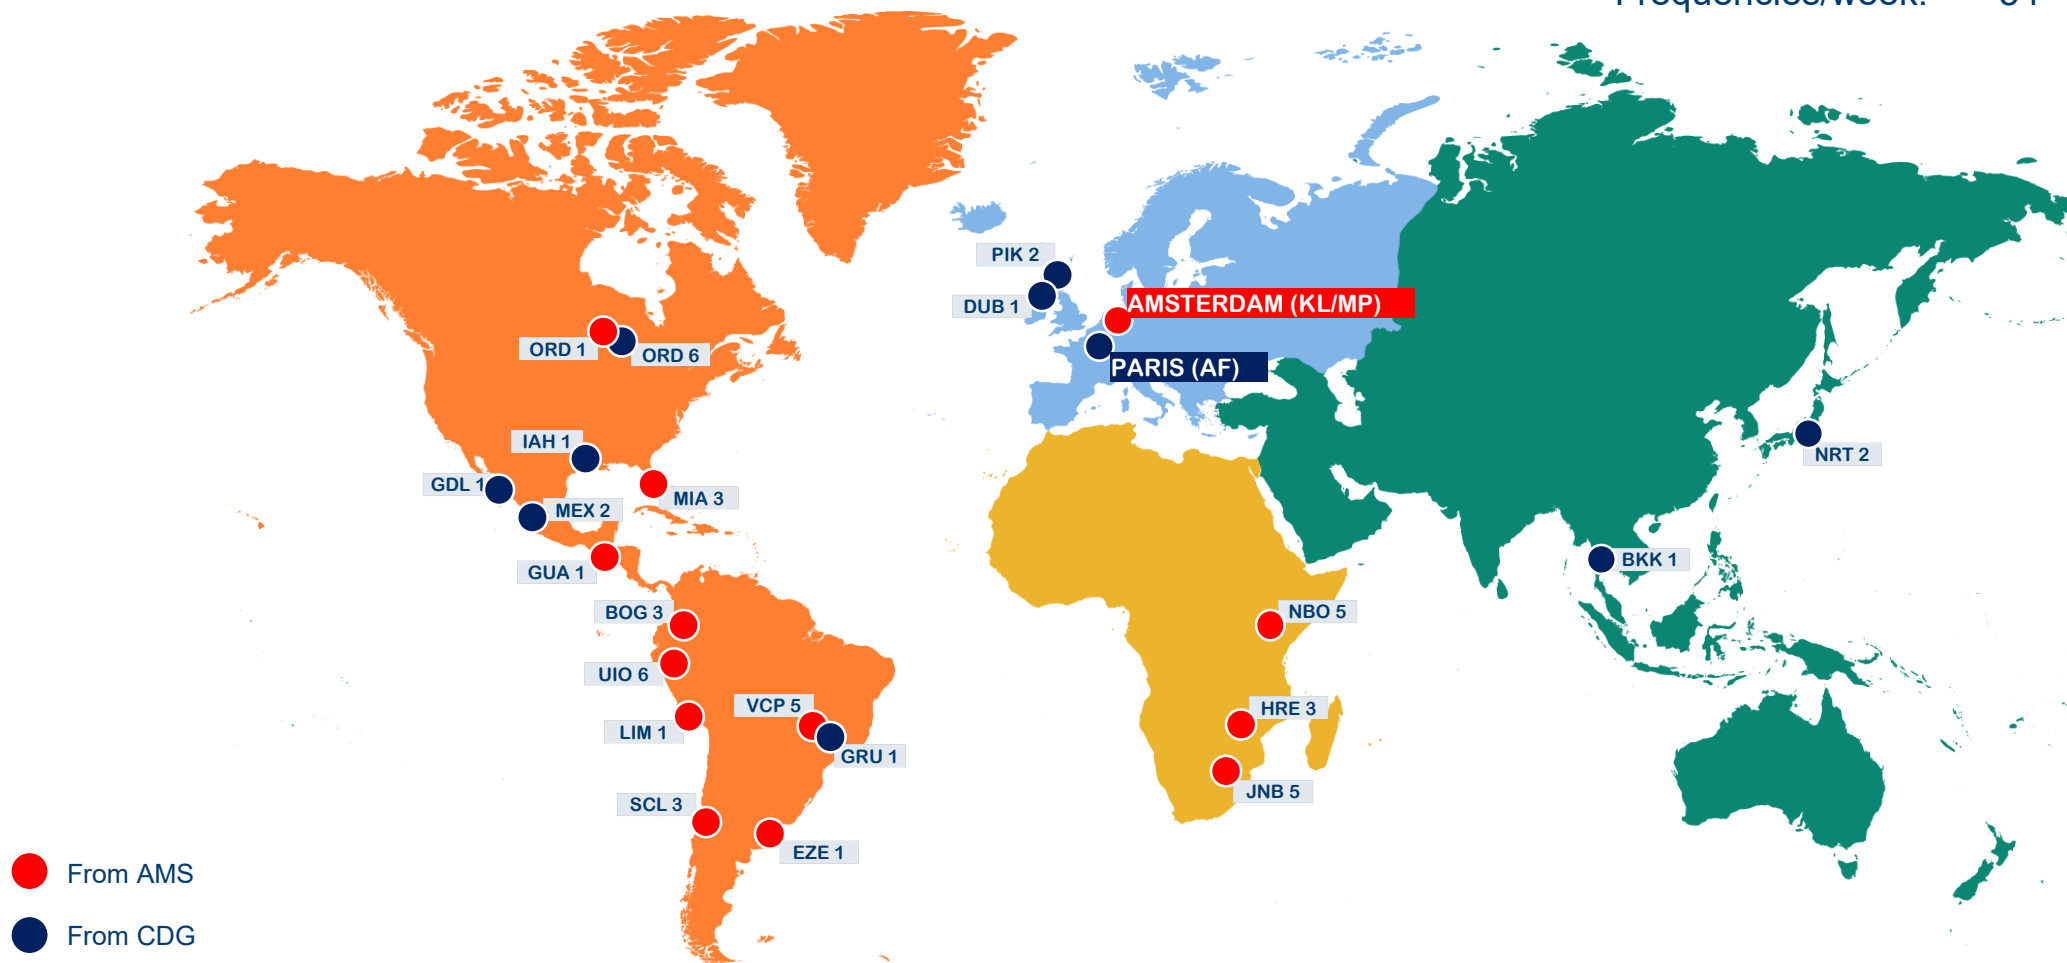 Frequencies/week:
PIK 2
DUB 1
AMSTERDAM (KL/MP)
PARIS (AF)
ORD 1
ORD 6
IAH 1
GDL 1
MEX 2
MIA 3
GUA 1
BOG 3
UIO 6
LIM 1
VCP 5
GRU 1
SCL 3
EZE 1
NBO 5
HRE 3
JNB 5
NRT 2
BKK 1
From AMS
From CDG